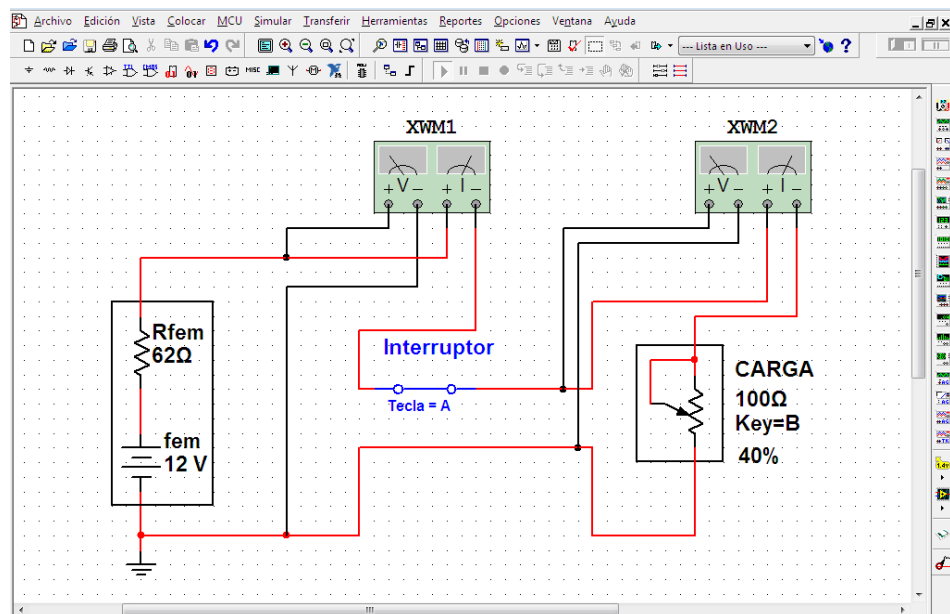 Archivo Edición Vista Colocar MCU Simular Transferir Herramientas Reportes Opciones Ventana Ayuda
--- Lista en Uso ---
MISC
XWM1
XWM2
+ V - + I -
+ V - + I -
Rfem
62Ω
Interruptor
Tecla = A
CARGA
100Ω
Key=B
40%
fem
12 V